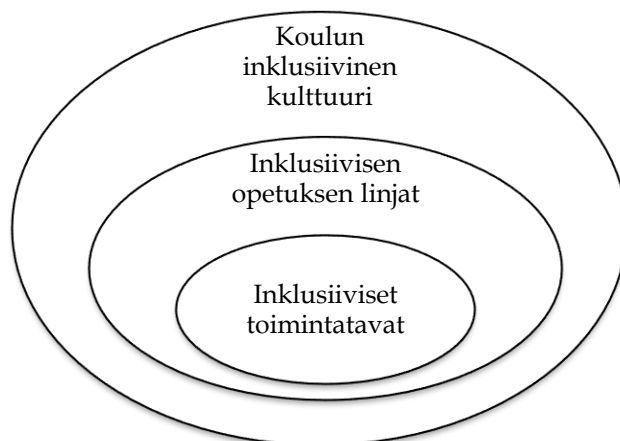 Koulun
inklusiivinen
kulttuuri
Inklusiivisen
opetuksen linjat
Inklusiiviset
toimintatavat